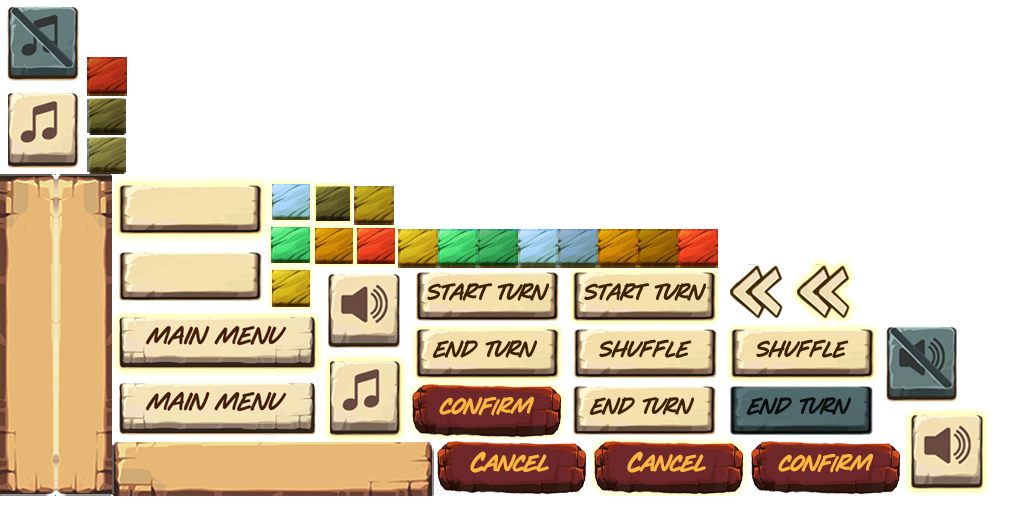 START TURN
START TURN
MAIN MENU
END TURN
SHUFFLE
SHUFFLE
MAIN MENU
CONFIRM
END TURN
END TURN
CANCEL
CANCEL
CONFIRM